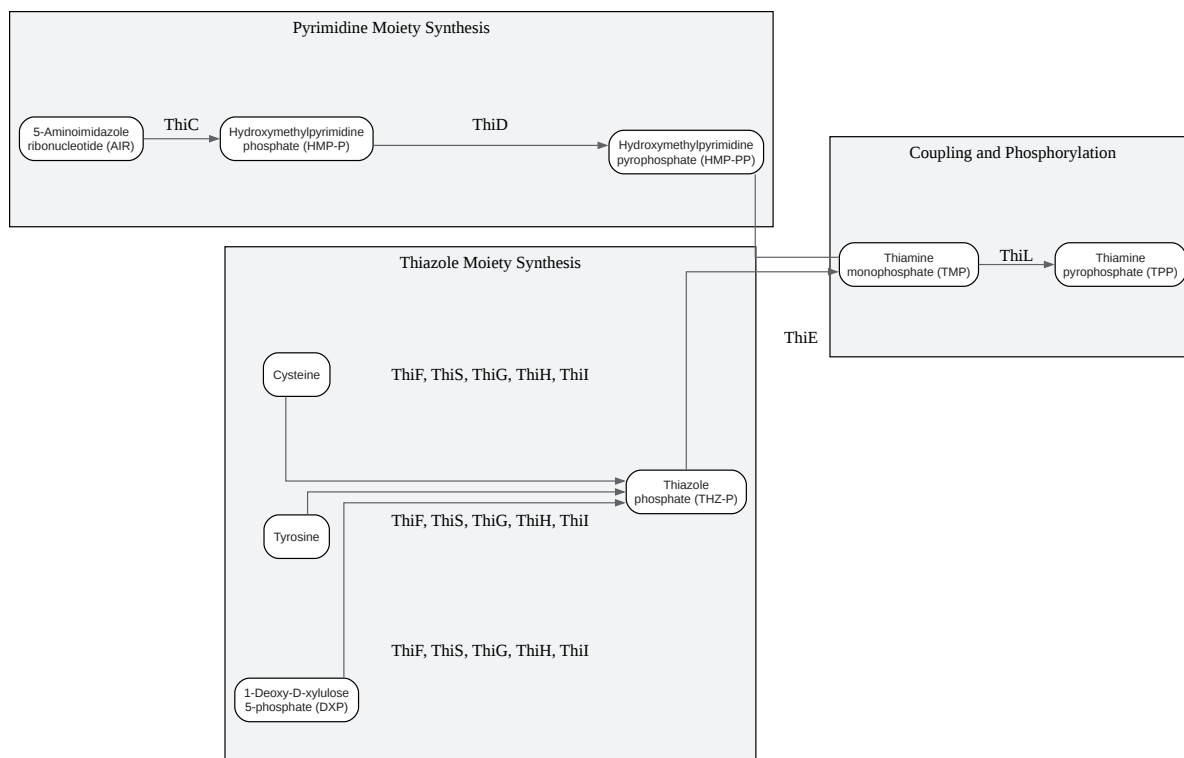 Pyrimidine Moiety Synthesis
5-Aminoimidazole
ribonucleotide (AIR)
ThiC
Hydroxymethylpyrimidine
phosphate (HMP-P)
ThiD
Hydroxymethylpyrimidine
pyrophosphate (HMP-PP)
Coupling and Phosphorylation
Thiamine
monophosphate (TMP)
ThiL
Thiamine
pyrophosphate (TPP)
ThiE
Thiazole Moiety Synthesis
Cysteine
ThiF, ThiS, ThiG, ThiH, ThiI
Thiazole
phosphate (THZ-P)
Tyrosine
ThiF, ThiS, ThiG, ThiH, ThiI
ThiF, ThiS, ThiG, ThiH, ThiI
1-Deoxy-D-xylulose
5-phosphate (DXP)